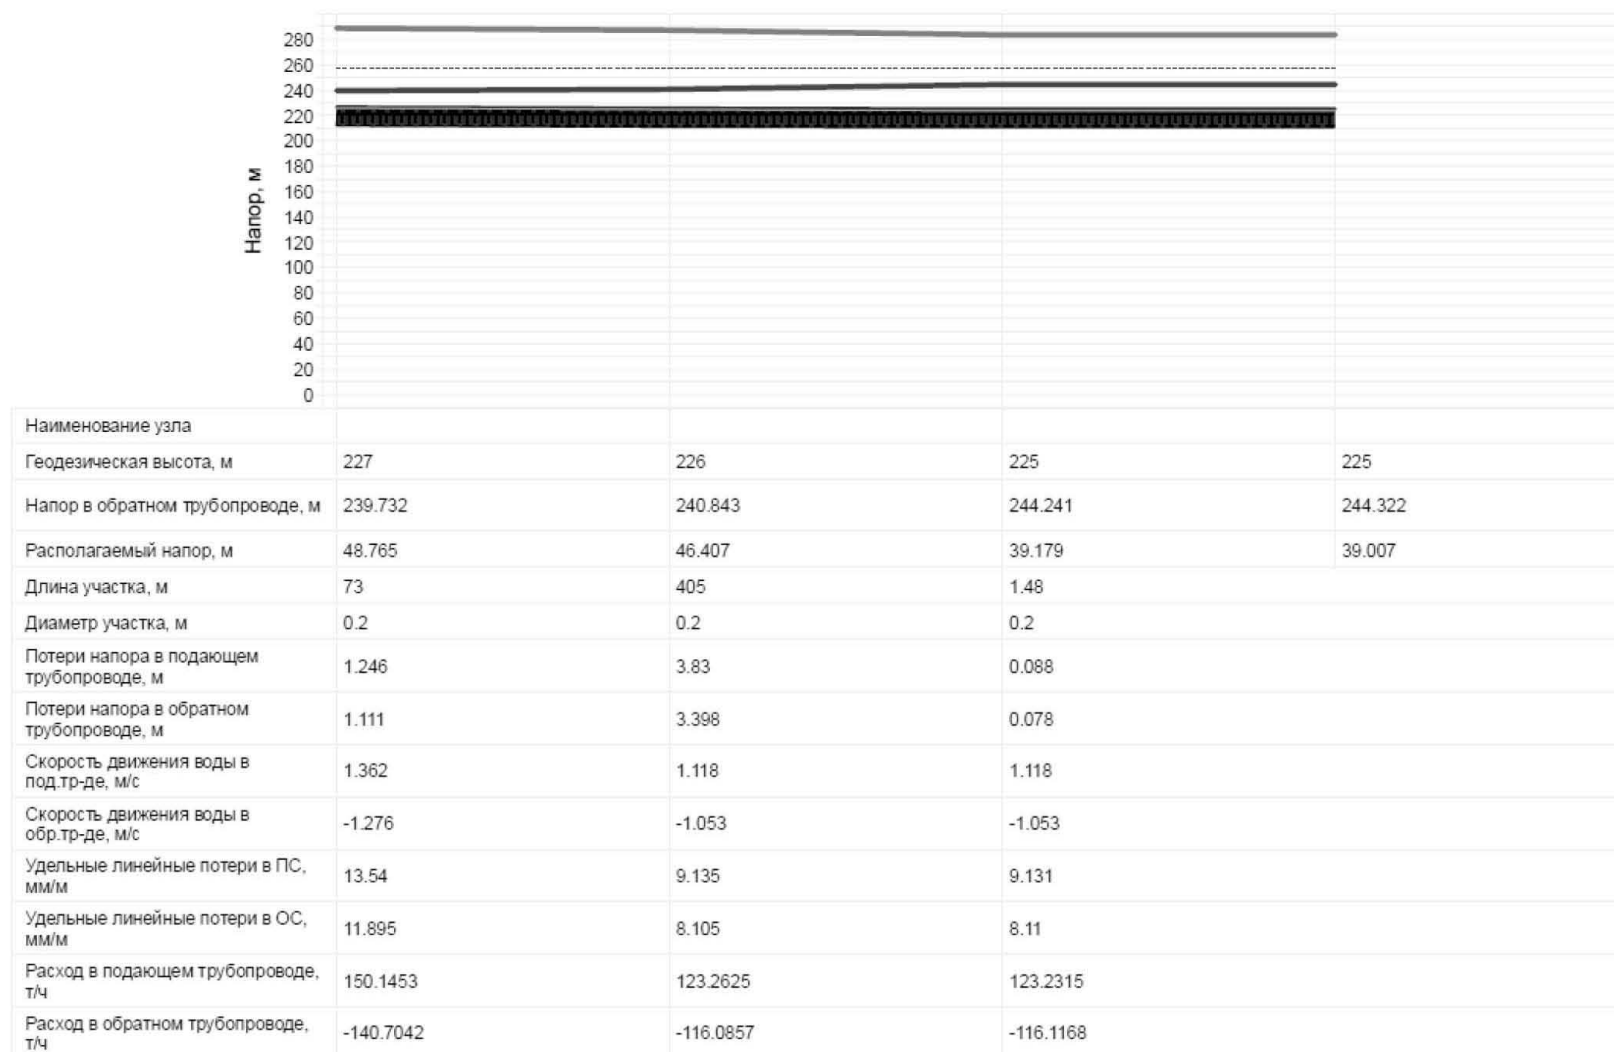 280
260
240
220
200
180
160
140
120
100
80
60
40
20
0
Напор, м
Наименование узла
Геодезическая высота, м 227 226 225 225
Напор в обратном трубопроводе, м 239.732 240.843 244.241 244.322
Располагаемый напор, м 48.765 46.407 39.179 39.007
Длина участка, м 73 405 1.48
Диаметр участка, м 0.2 0.2 0.2
Потери напора в подающем
трубопроводе, м 1.246 3.83 0.088
Потери напора в обратном
трубопроводе, м 1.111 3.398 0.078
Скорость движения воды в
под.тр-де, м/с 1.362 1.118 1.118
Скорость движения воды в
обр.тр-де, м/с -1.276 -1.053 -1.053
Удельные линейные потери в ПС,
мм/м 13.54 9.135 9.131
Удельные линейные потери в ОС,
мм/м 11.895 8.105 8.11
Расход в подающем трубопроводе,
т/ч 150.1453 123.2625 123.2315
Расход в обратном трубопроводе,
т/ч -140.7042 -116.0857 -116.1168